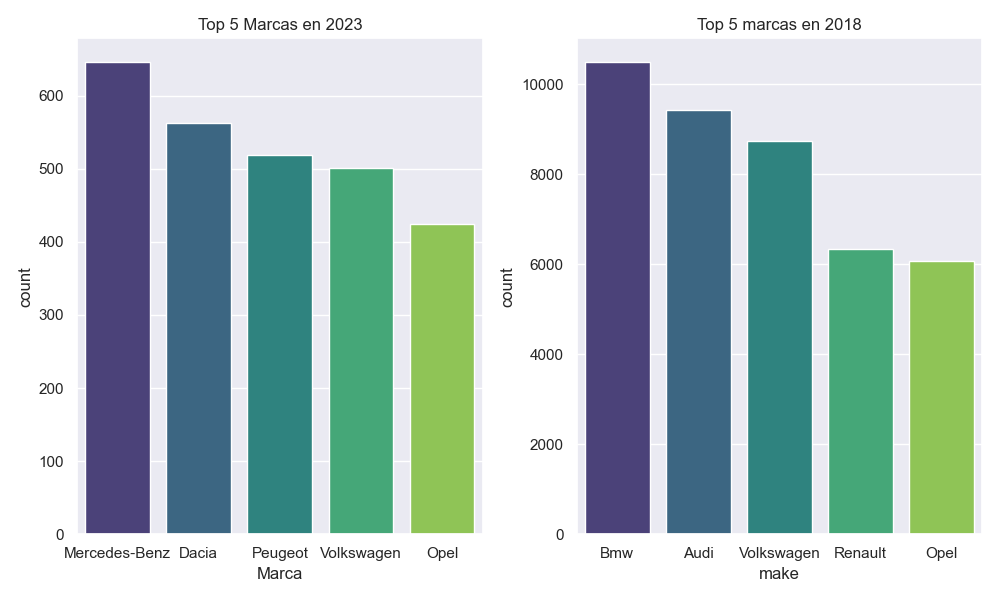 Top 5 Marcas en 2023
600
500
400
300
200
100
0
count
Mercedes-Benz Dacia Peugeot Volkswagen Opel
Marca
Top 5 marcas en 2018
10000
8000
6000
4000
2000
0
count
Bmw Audi Volkswagen Renault Opel
make